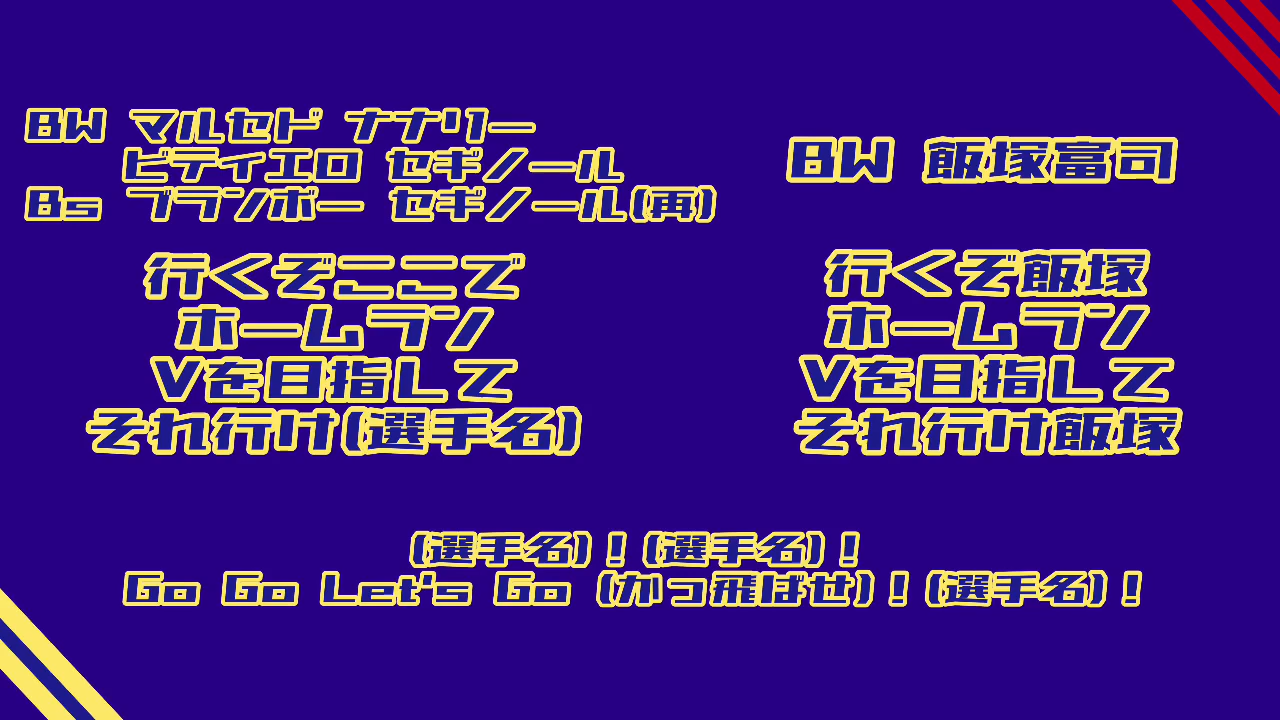 BW マルセド ナナリー
ビティエロ セギノール
Bs ブランボー セギノール(再)
行くぞここで
ホームラン
Vを目指して
それ行け(選手名)
BW 飯塚富司
行くぞ飯塚
ホームラン
Vを目指して
それ行け飯塚
(選手名)！(選手名)！
Go Go Let's Go (かっ飛ばせ)！(選手名)！